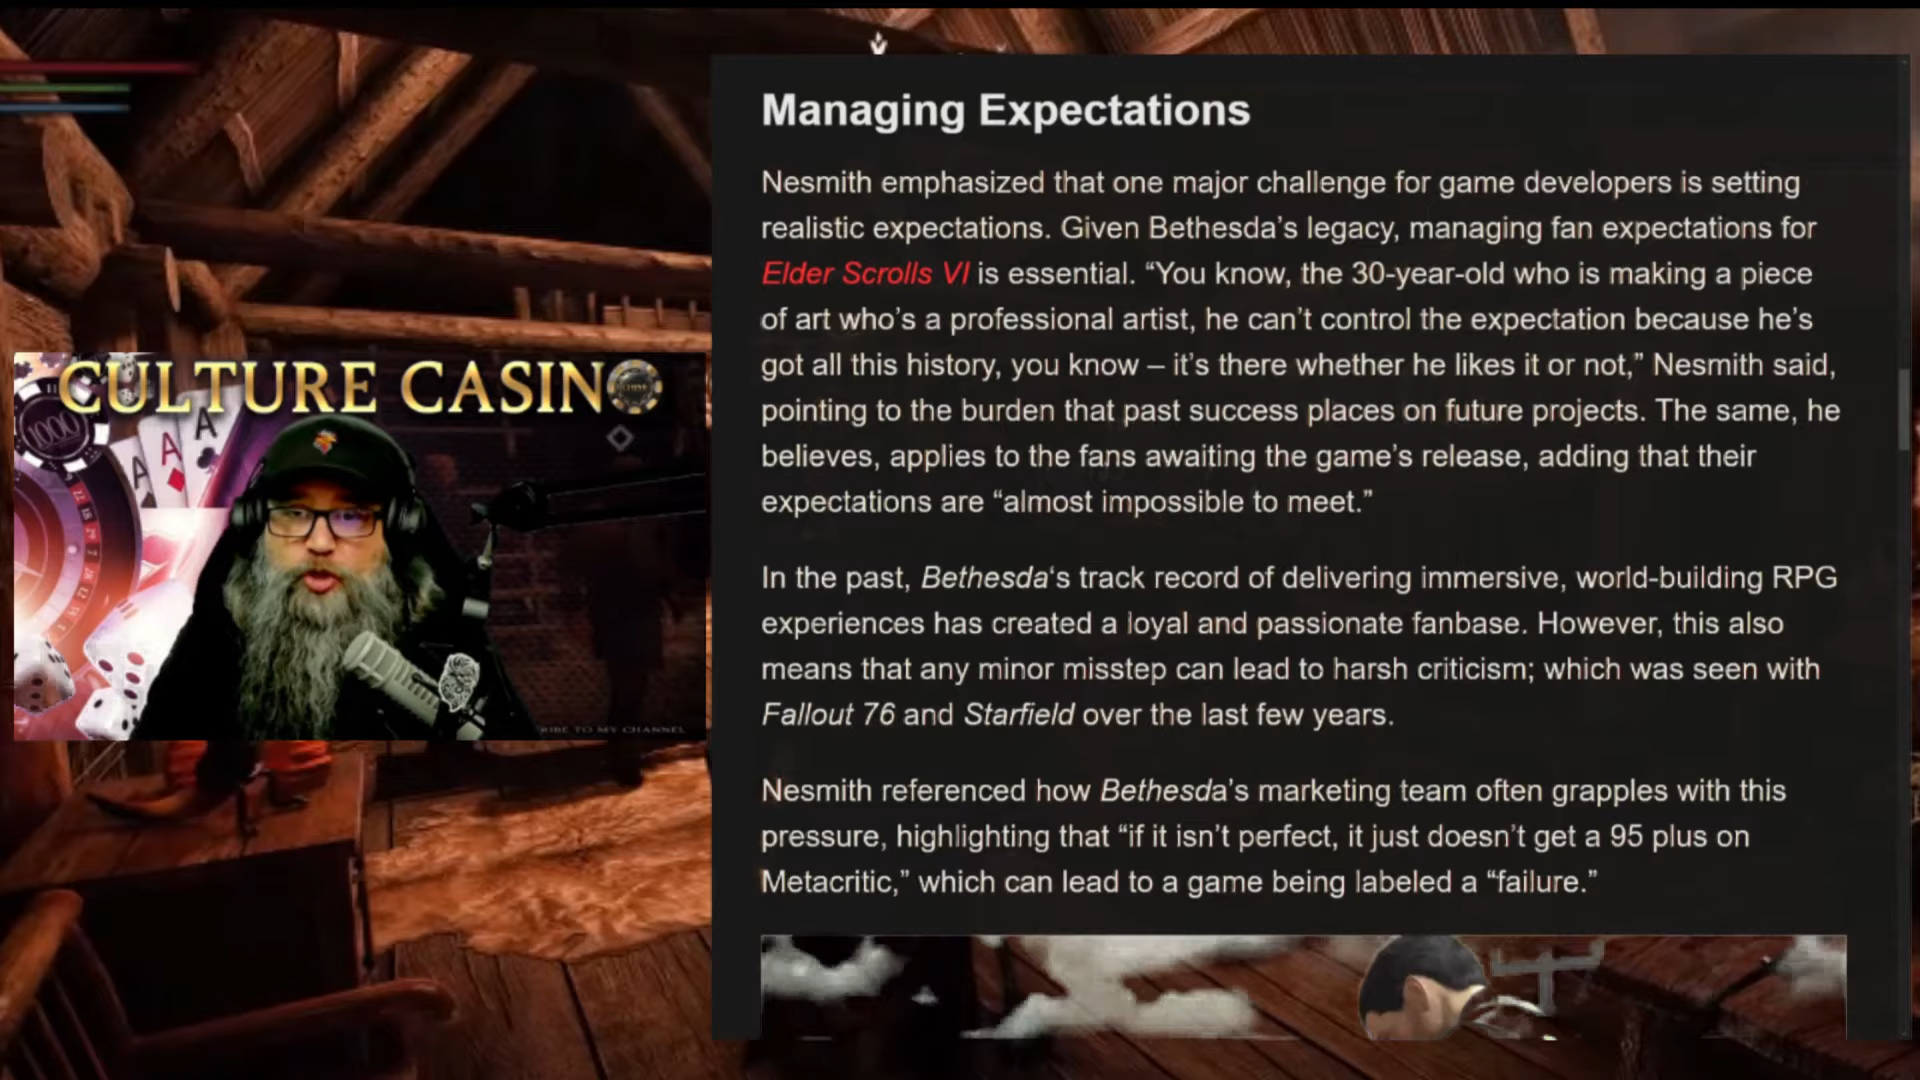 Managing Expectations
Nesmith emphasized that one major challenge for game developers is setting
realistic expectations. Given Bethesda’s legacy, managing fan expectations for
Elder Scrolls VI is essential. “You know, the 30-year-old who is making a piece
of art who’s a professional artist, he can’t control the expectation because he’s
got all this history, you know – it’s there whether he likes it or not,” Nesmith said,
pointing to the burden that past success places on future projects. The same, he
believes, applies to the fans awaiting the game’s release, adding that their
expectations are “almost impossible to meet.”
In the past, Bethesda‘s track record of delivering immersive, world-building RPG
experiences has created a loyal and passionate fanbase. However, this also
means that any minor misstep can lead to harsh criticism; which was seen with
Fallout 76 and Starfield over the last few years.
Nesmith referenced how Bethesda’s marketing team often grapples with this
pressure, highlighting that “if it isn’t perfect, it just doesn’t get a 95 plus on
Metacritic,” which can lead to a game being labeled a “failure.”
CULTURE CASINO
1000
A A A
TO MY CHANNEL